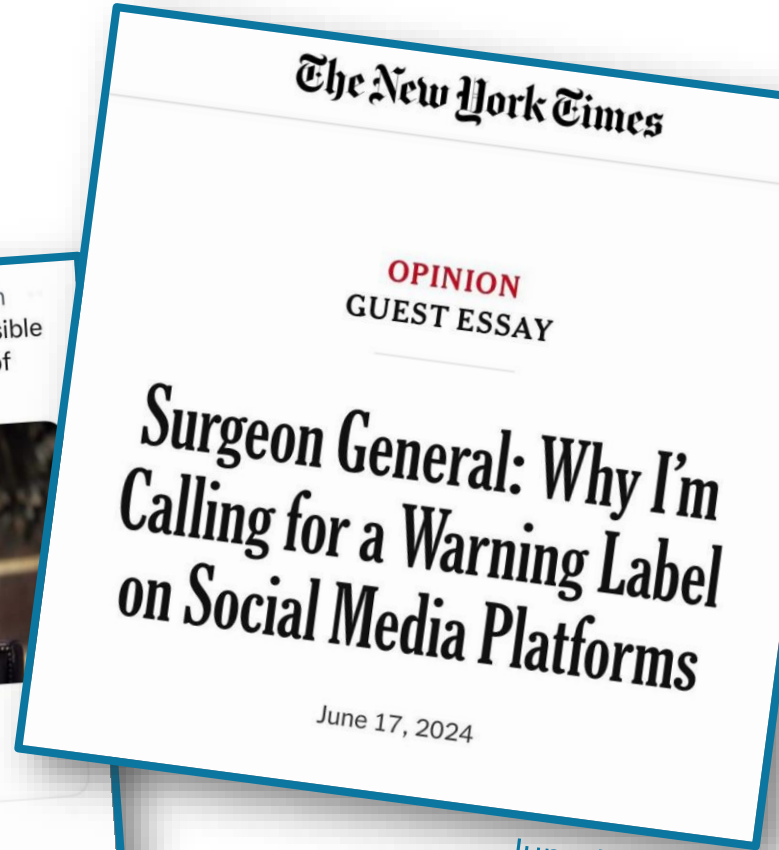 The New York Times
OPINION
GUEST ESSAY
Surgeon General: Why I’m
Calling for a Warning Label
on Social Media Platforms
June 17, 2024
of